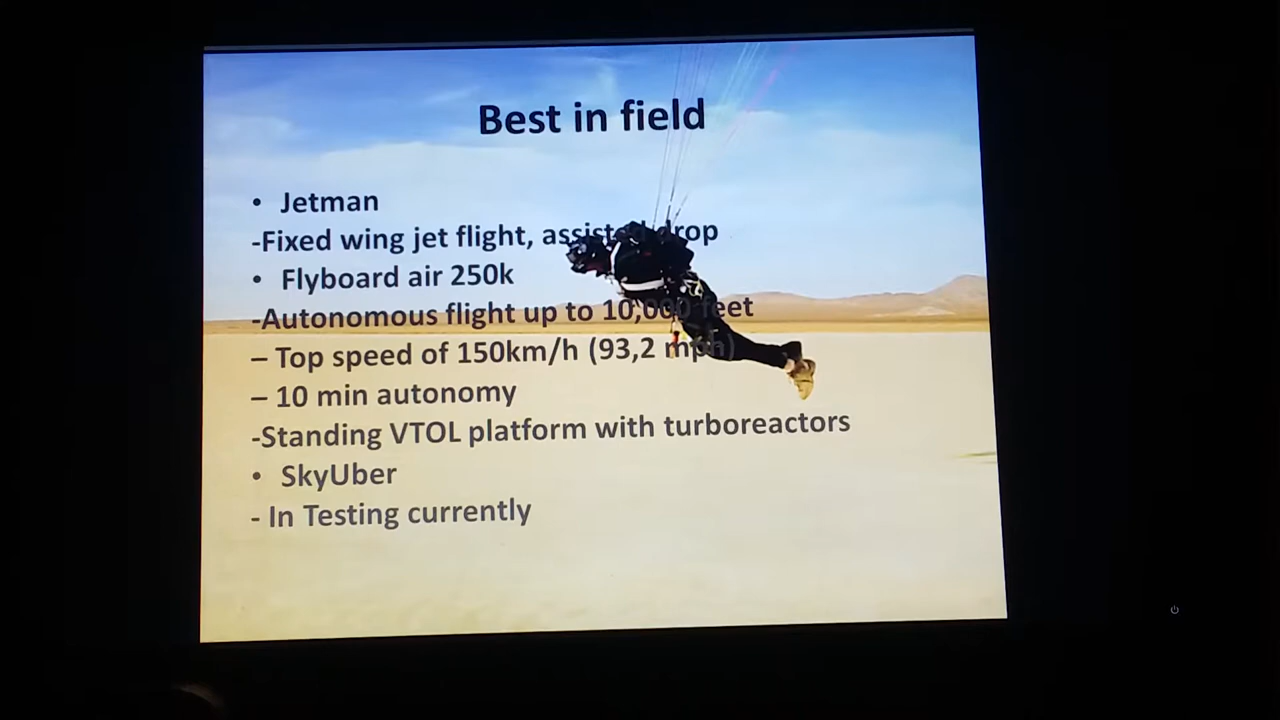 Best in field
• Jetman
-Fixed wing jet flight, assisted drop
• Flyboard air 250k
-Autonomous flight up to 10,000 feet
– Top speed of 150km/h (93,2 mph)
– 10 min autonomy
-Standing VTOL platform with turboreactors
• SkyUber
- In Testing currently